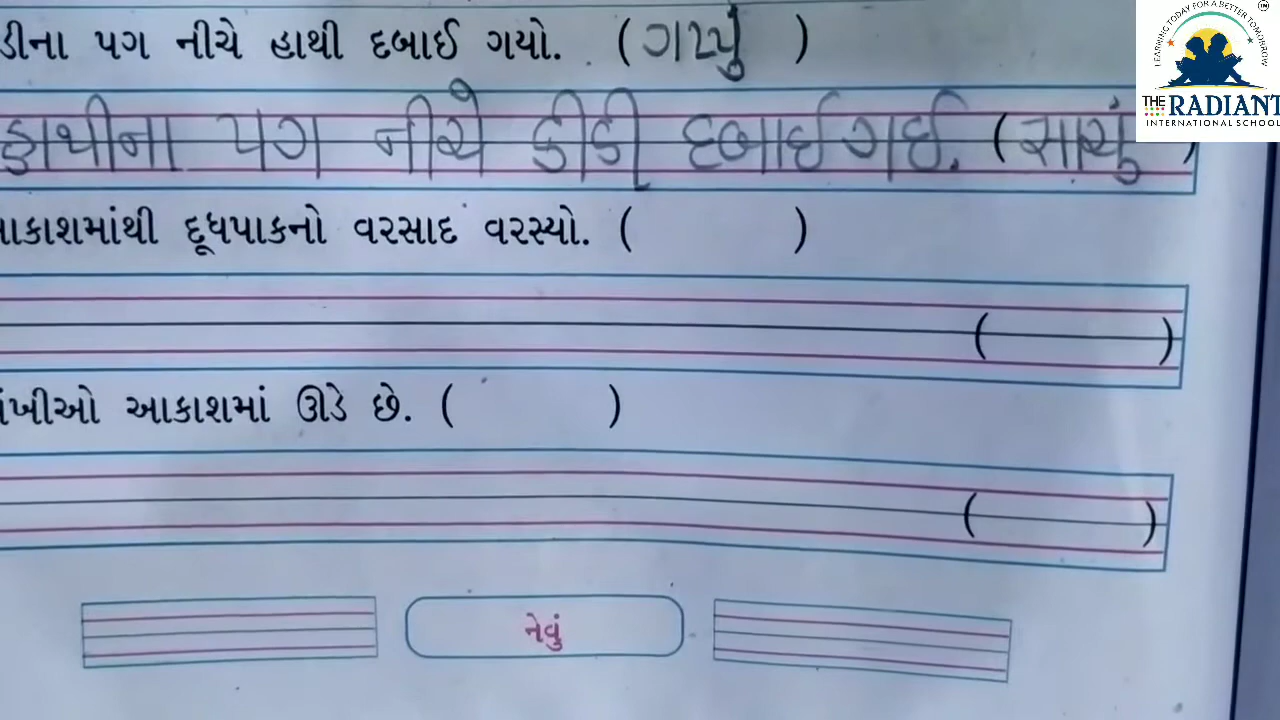 ડીના પગ નીચે હાથી દબાઈ ગયો. (ગપ્પું)
હાથીના પગ નીચે કીડી દબાઈ ગઈ. (સાચું)
આકાશમાંથી દૂધપાકનો વરસાદ વરસ્યો. ( )
( )
પંખીઓ આકાશમાં ઊડે છે. ( )
( )
નેવું
LEARNING TODAY FOR A BETTER TOMORROW
THE RADIANT
INTERNATIONAL SCHOOL